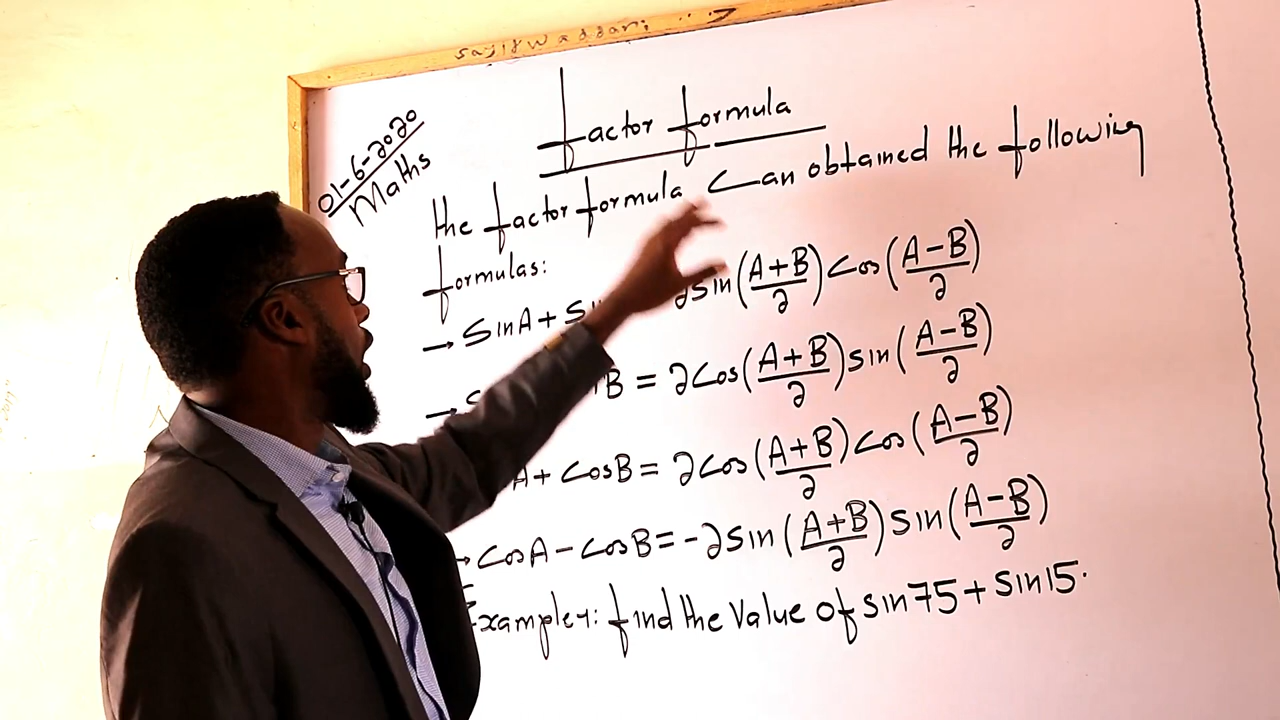 01-6-2020
Maths
Factor formula
The factor formula Can obtained the following
formulas:
→ SinA + Si 2sin(A+B/2) Cos(A-B/2)
→ S B = 2Cos(A+B/2) sin(A-B/2)
A + CosB = 2Cos(A+B/2) Cos(A-B/2)
→ CosA - CosB = -2 sin(A+B/2) sin(A-B/2)
Example1: find the Value of sin75 + Sin15.